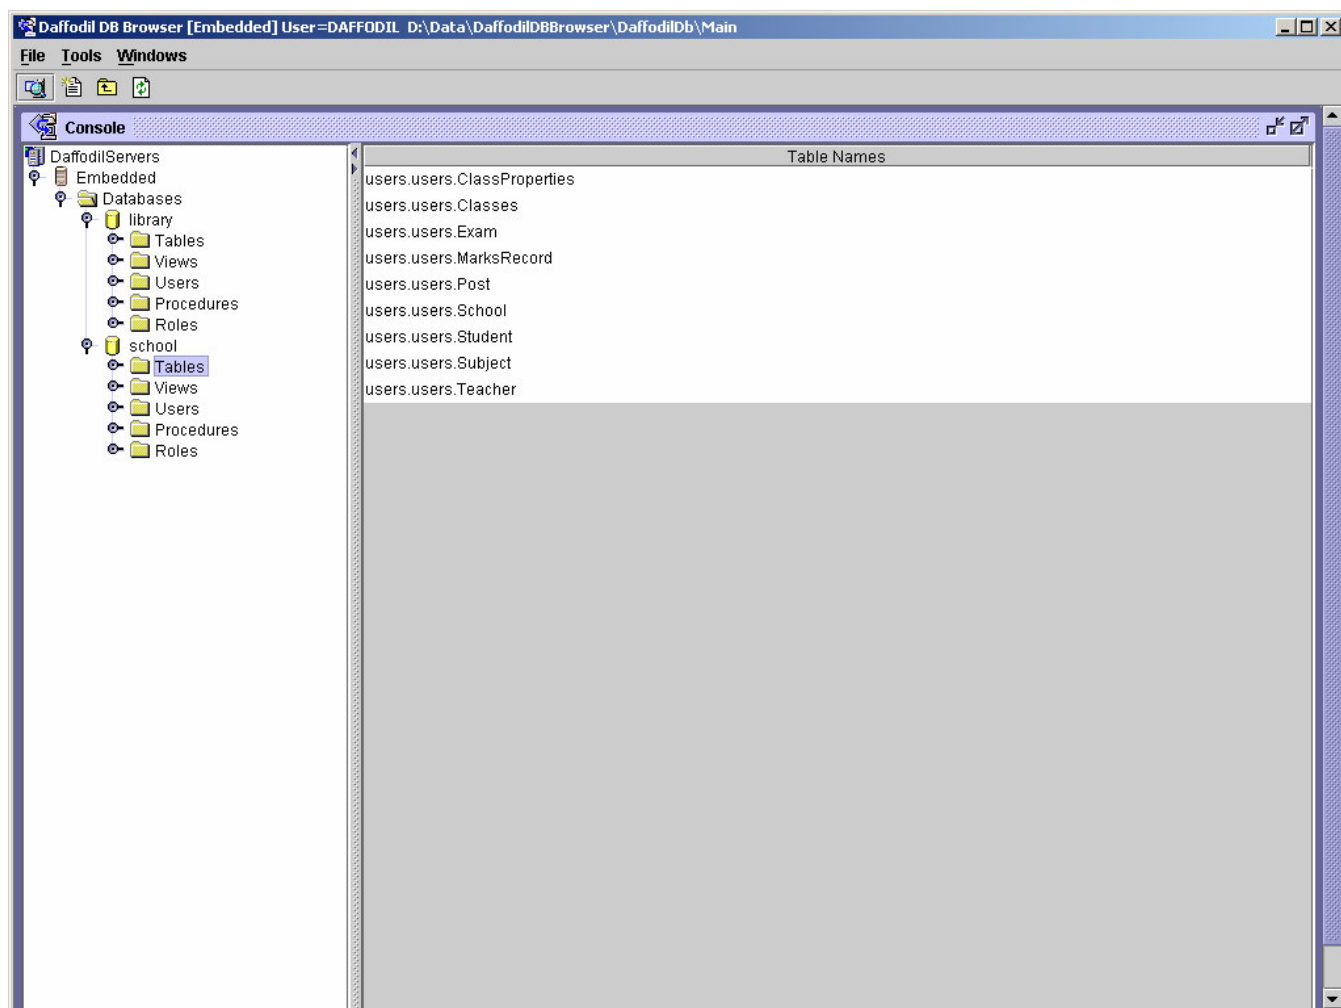 Daffodil DB Browser [Embedded] User=DAFFODIL D:\Data\DaffodilDBBrowser\DaffodilDb\Main
File Tools Windows
Console
DaffodilServers
Embedded
Databases
library
Tables
Views
Users
Procedures
Roles
school
Tables
Views
Users
Procedures
Roles
Table Names
users.users.ClassProperties
users.users.Classes
users.users.Exam
users.users.MarksRecord
users.users.Post
users.users.School
users.users.Student
users.users.Subject
users.users.Teacher